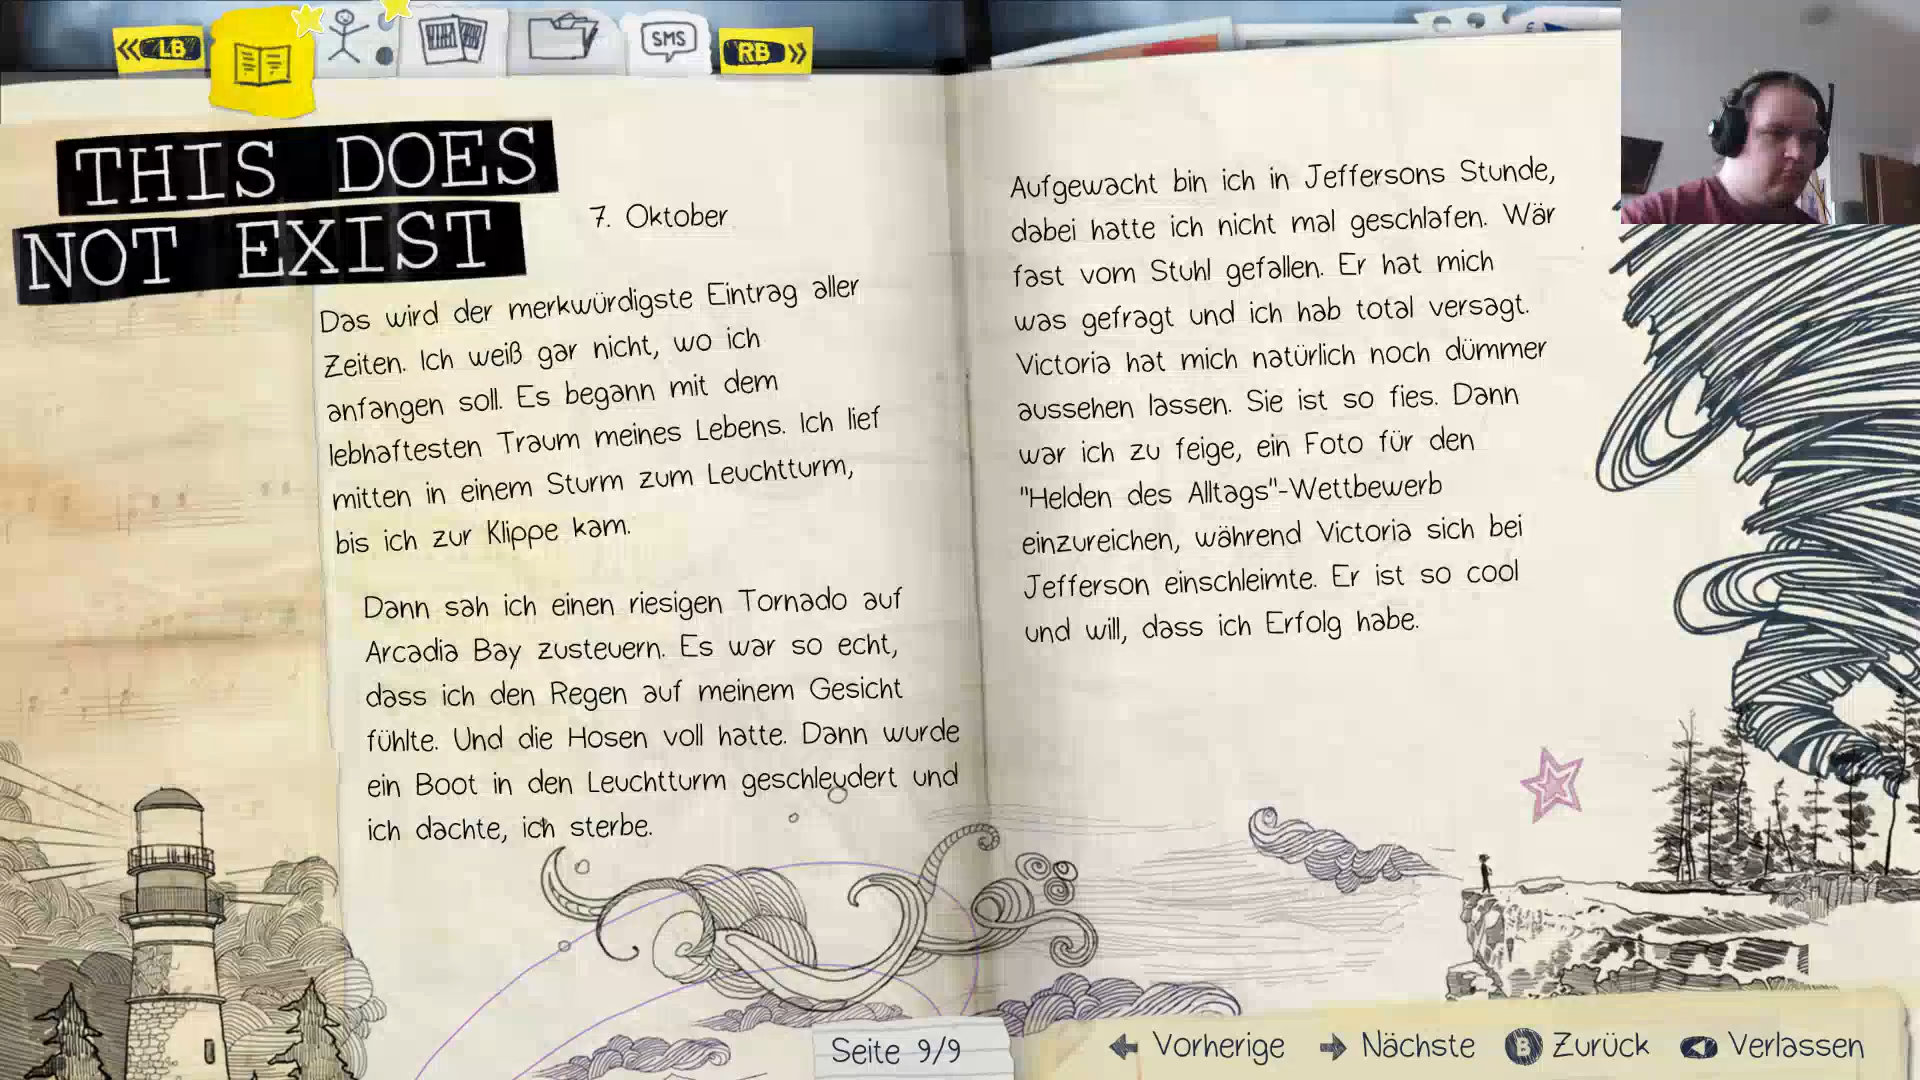 LB
SMS
RB
THIS DOES
NOT EXIST
7. Oktober
Das wird der merkwürdigste Eintrag aller
Zeiten. Ich weiß gar nicht, wo ich
anfangen soll. Es begann mit dem
lebhaftesten Traum meines Lebens. Ich lief
mitten in einem Sturm zum Leuchtturm,
bis ich zur Klippe kam.
Dann sah ich einen riesigen Tornado auf
Arcadia Bay zusteuern. Es war so echt,
dass ich den Regen auf meinem Gesicht
fühlte. Und die Hosen voll hatte. Dann wurde
ein Boot in den Leuchtturm geschleudert und
ich dachte, ich sterbe.
Aufgewacht bin ich in Jeffersons Stunde,
dabei hatte ich nicht mal geschlafen. Wär
fast vom Stuhl gefallen. Er hat mich
was gefragt und ich hab total versagt.
Victoria hat mich natürlich noch dümmer
aussehen lassen. Sie ist so fies. Dann
war ich zu feige, ein Foto für den
"Helden des Alltags"-Wettbewerb
einzureichen, während Victoria sich bei
Jefferson einschleimte. Er ist so cool
und will, dass ich Erfolg habe.
Seite 9/9
Vorherige
Nächste
B Zurück
Verlassen